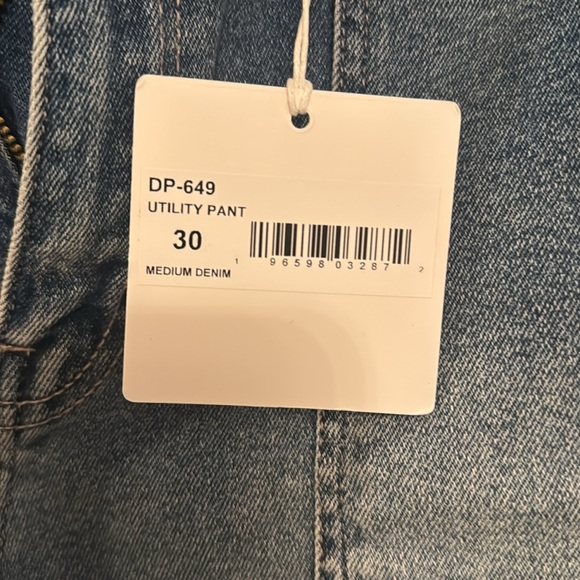 DP-649
UTILITY PANT
30
1 96598 03287 2
MEDIUM DENIM